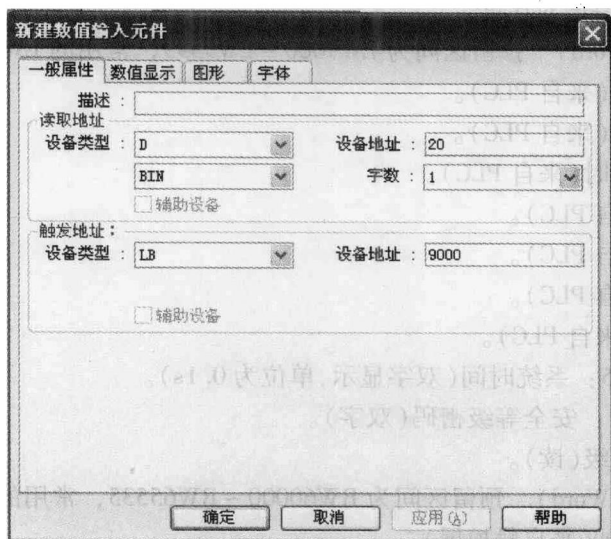 新建数值输入元件
一般属性 数值显示 图形 字体
描述 :
读取地址
设备类型 : D 设备地址 : 20
BIN 字数 : 1
辅助设备
触发地址 :
设备类型 : LB 设备地址 : 9000
辅助设备
确定 取消 应用(A) 帮助